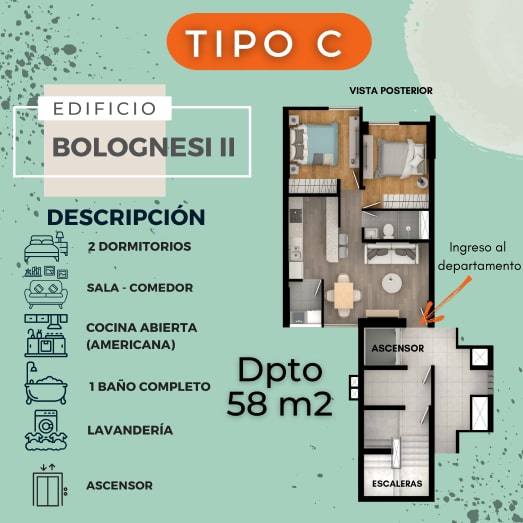 TIPO C
VISTA POSTERIOR
EDIFICIO
BOLOGNESI II
DESCRIPCIÓN
2 DORMITORIOS
SALA - COMEDOR
COCINA ABIERTA
(AMERICANA)
1 BAÑO COMPLETO
LAVANDERÍA
ASCENSOR
Ingreso al
departamento
ASCENSOR
Dpto
58 m2
ESCALERAS